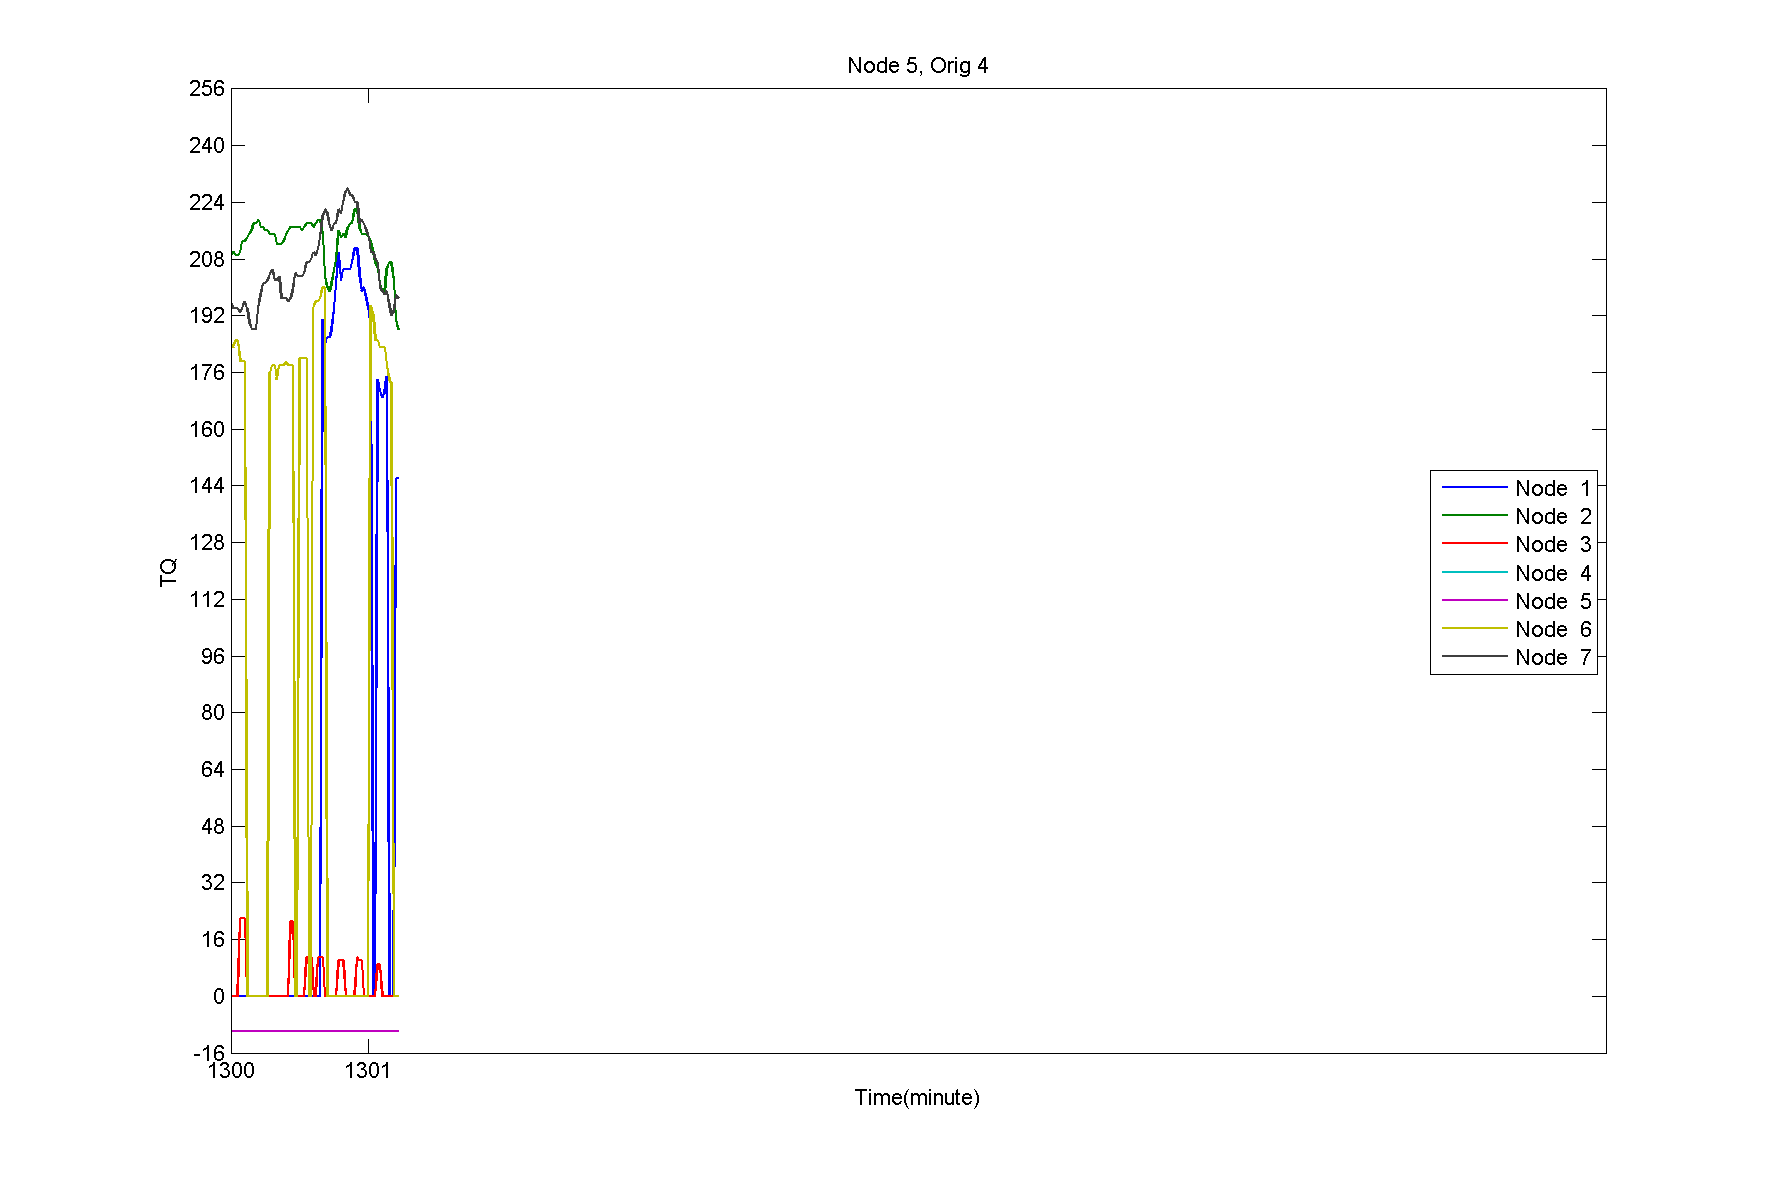 Node 5, Orig 4
256
240
224
208
192
176
160
144
128
112
96
80
64
48
32
16
0
-16
TQ
1300 1301
Time(minute)
Node 1
Node 2
Node 3
Node 4
Node 5
Node 6
Node 7